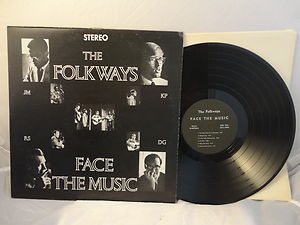 STEREO
THE
FOLKWAYS
JM
KP
RS
DG
FACE
THE MUSIC
The Folkways
FACE THE MUSIC